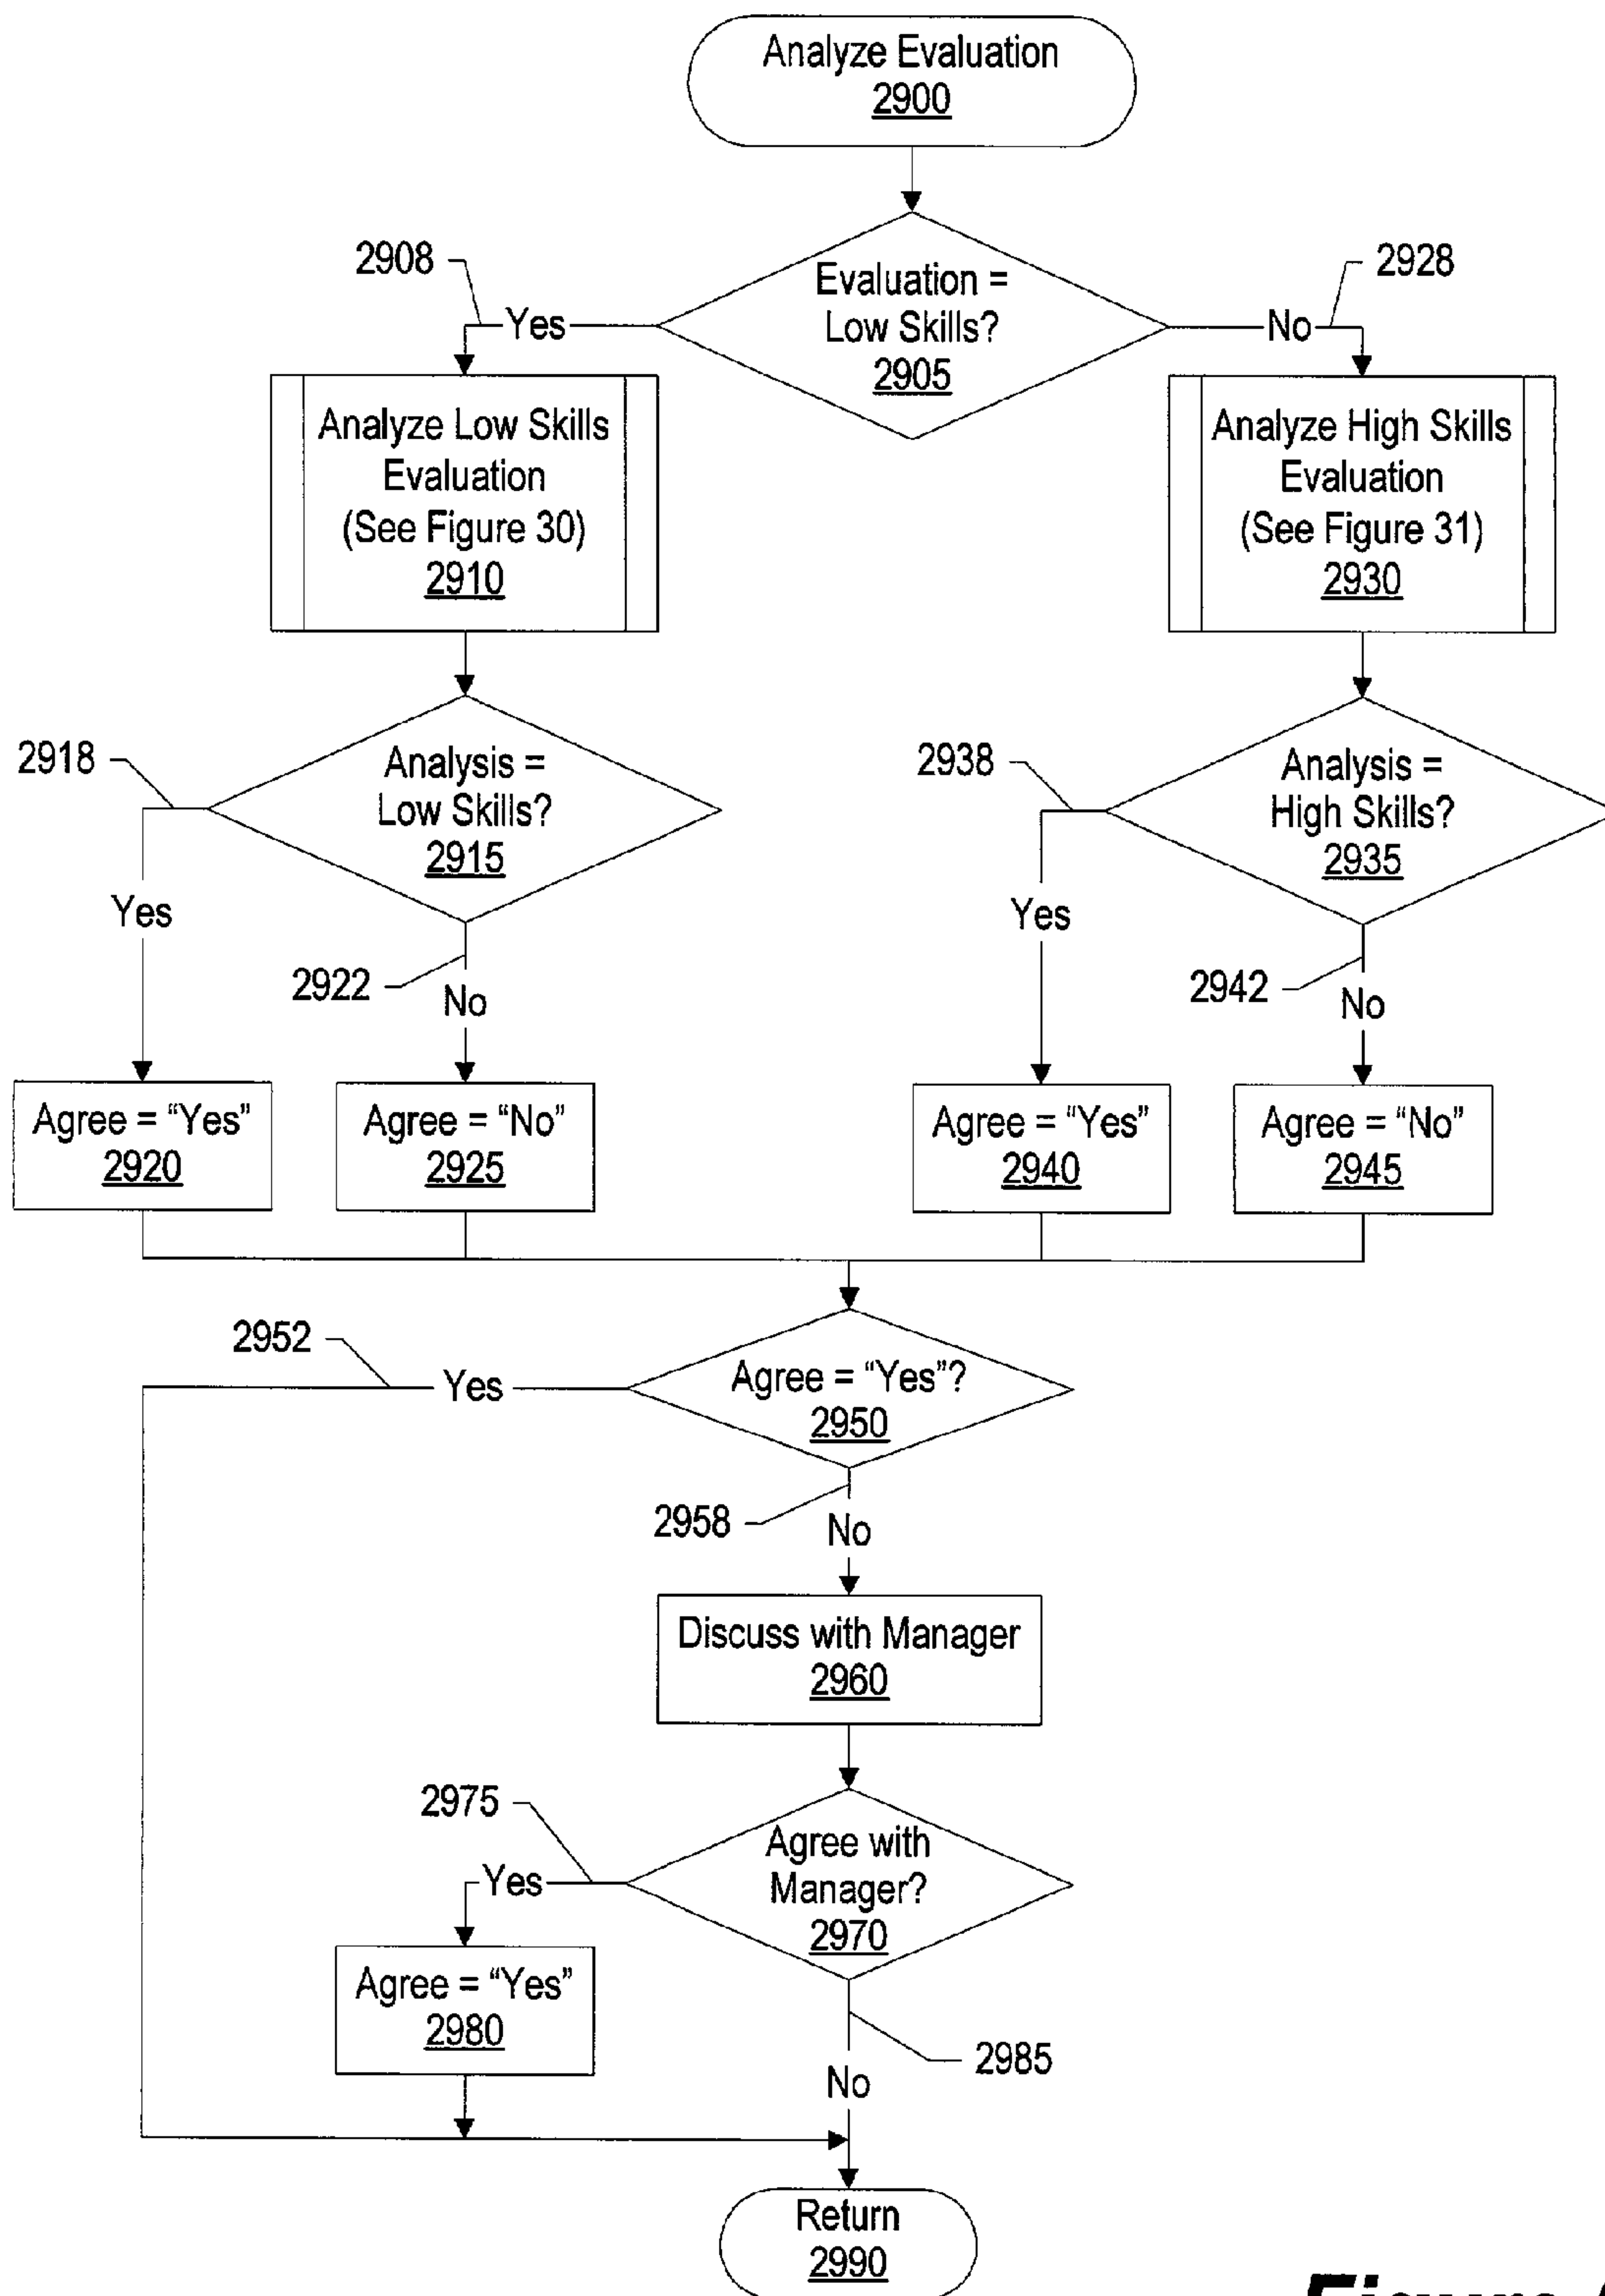 Analyze Evaluation
2900
2908
2928
Evaluation =
Low Skills?
2905
Yes
No
Analyze Low Skills
Evaluation
(See Figure 30)
2910
Analyze High Skills
Evaluation
(See Figure 31)
2930
2918
Analysis =
Low Skills?
2915
2938
Analysis =
High Skills?
2935
Yes
2922
No
Yes
2942
No
Agree = “Yes”
2920
Agree = “No”
2925
Agree = “Yes”
2940
Agree = “No”
2945
2952
Yes
Agree = “Yes”?
2950
2958
No
Discuss with Manager
2960
2975
Yes
Agree with
Manager?
2970
Agree = “Yes”
2980
2985
No
Return
2990